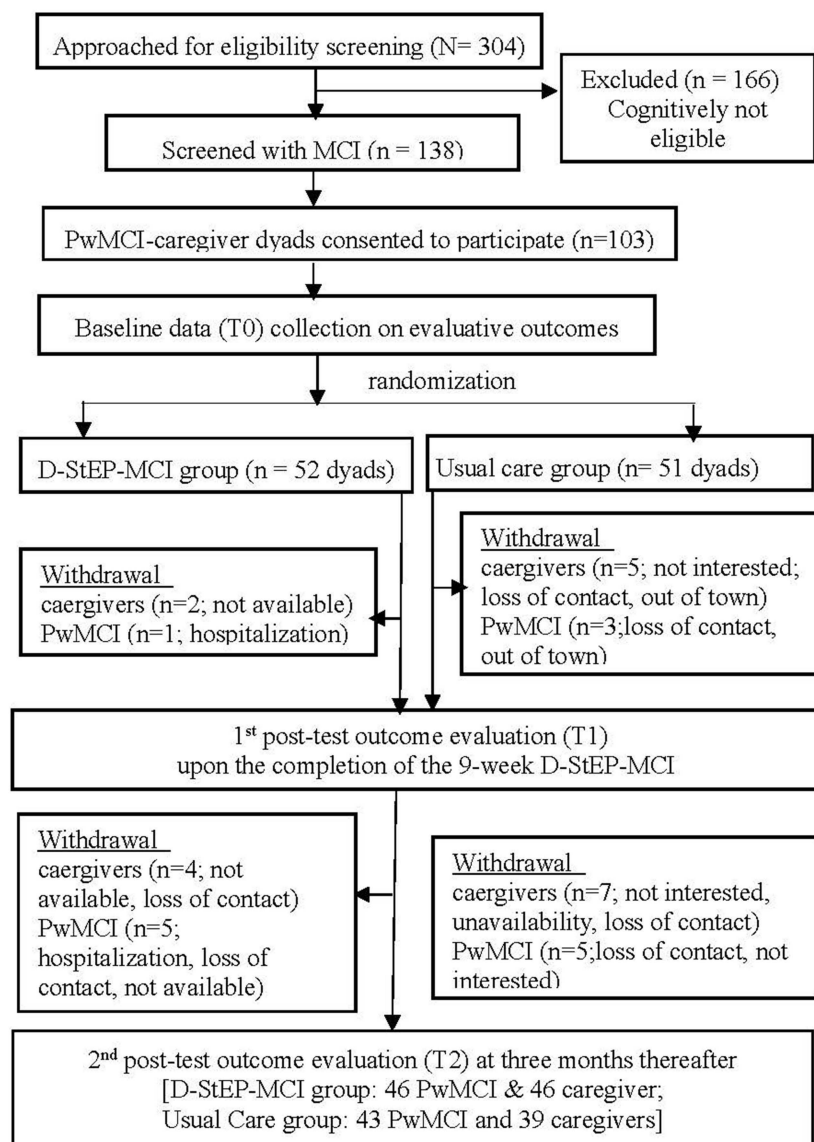 Approached for eligibility screening (N= 304)
Excluded (n = 166)
Cognitively not
eligible
Screened with MCI (n = 138)
PwMCI-caregiver dyads consented to participate (n=103)
Baseline data (T0) collection on evaluative outcomes
randomization
D-StEP-MCI group (n = 52 dyads)
Usual care group (n= 51 dyads)
Withdrawal
caergivers (n=2; not available)
PwMCI (n=1; hospitalization)
Withdrawal
caergivers (n=5; not interested;
loss of contact, out of town)
PwMCI (n=3;loss of contact,
out of town)
1st post-test outcome evaluation (T1)
upon the completion of the 9-week D-StEP-MCI
Withdrawal
caergivers (n=4; not
available, loss of contact)
PwMCI (n=5;
hospitalization, loss of
contact, not available)
Withdrawal
caergivers (n=7; not interested,
unavailability, loss of contact)
PwMCI (n=5;loss of contact, not
interested)
2nd post-test outcome evaluation (T2) at three months thereafter
[D-StEP-MCI group: 46 PwMCI & 46 caregiver;
Usual Care group: 43 PwMCI and 39 caregivers]